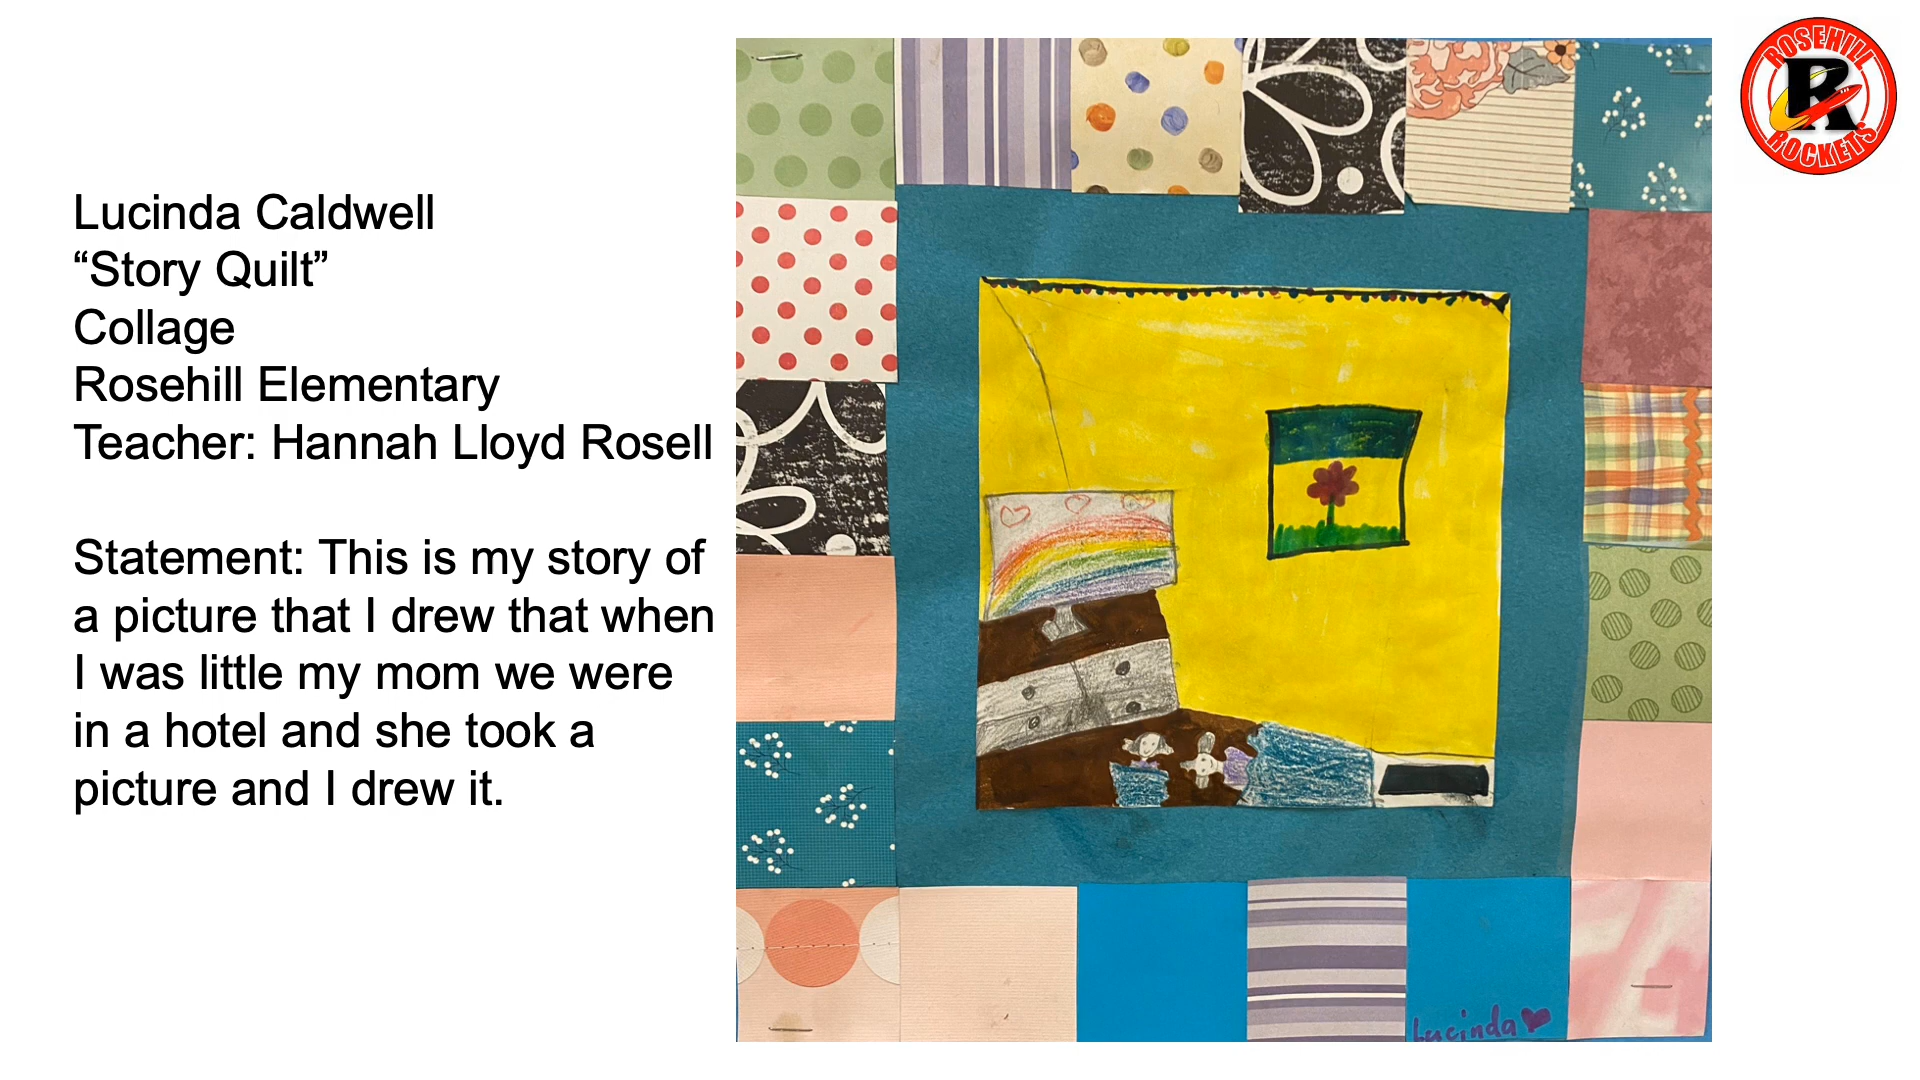 Lucinda Caldwell
“Story Quilt”
Collage
Rosehill Elementary
Teacher: Hannah Lloyd Rosell
Statement: This is my story of
a picture that I drew that when
I was little my mom we were
in a hotel and she took a
picture and I drew it.
ROSEHILL
R
ROCKETS
Lucinda